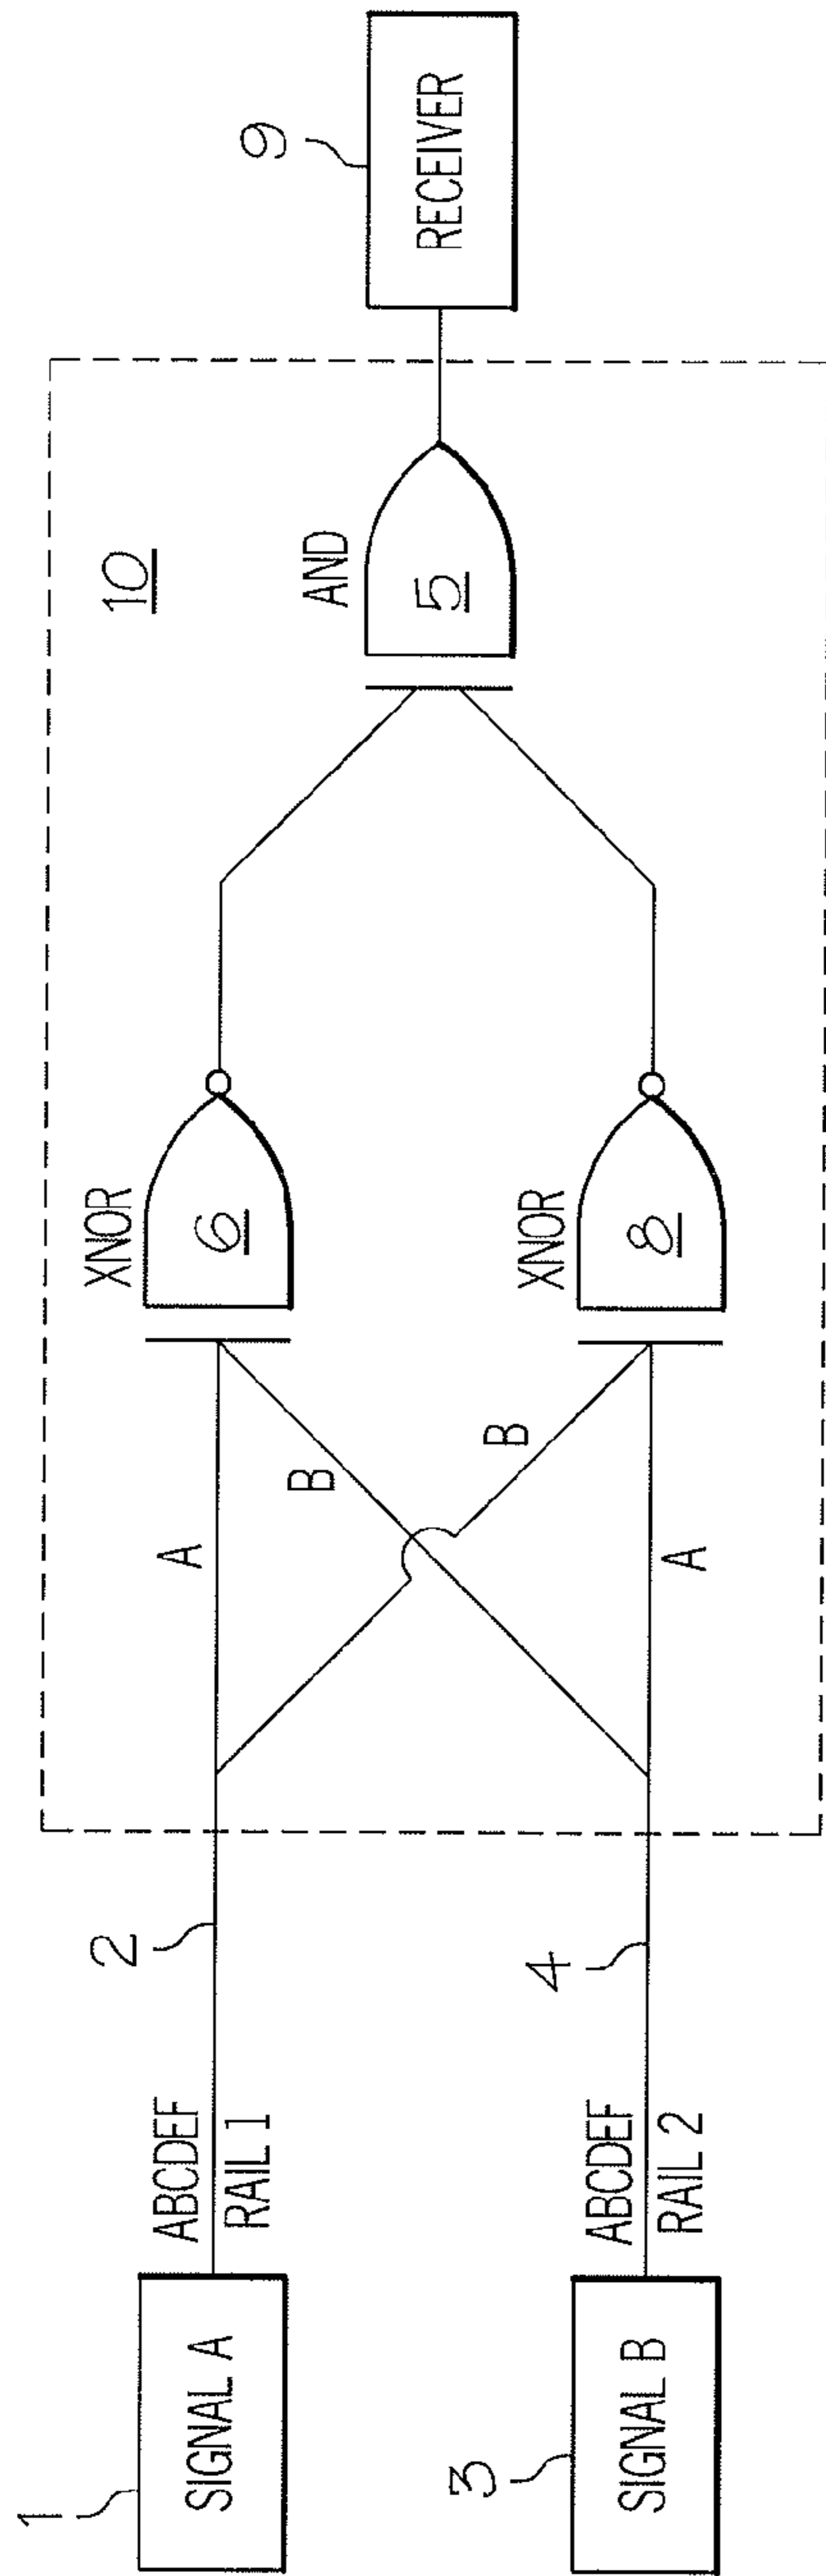 1
SIGNAL A
ABCDEF
RAIL 1
2
3
SIGNAL B
ABCDEF
RAIL 2
4
A
B
B
A
XNOR
6
XNOR
8
10
AND
5
9
RECEIVER